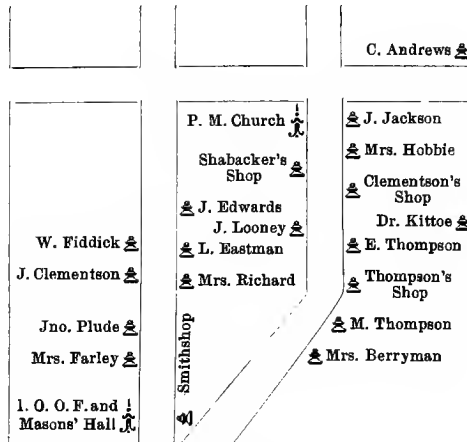 C. Andrews
P. M. Church
J. Jackson
Mrs. Hobbie
Shabacker's
Shop
Clementson's
Shop
J. Edwards
J. Looney
Dr. Kittoe
W. Fiddick
L. Eastman
E. Thompson
J. Clementson
Mrs. Richard
Thompson's
Shop
Jno. Plude
Smithshop
M. Thompson
Mrs. Farley
Mrs. Berryman
I. O. O. F. and
Masons' Hall